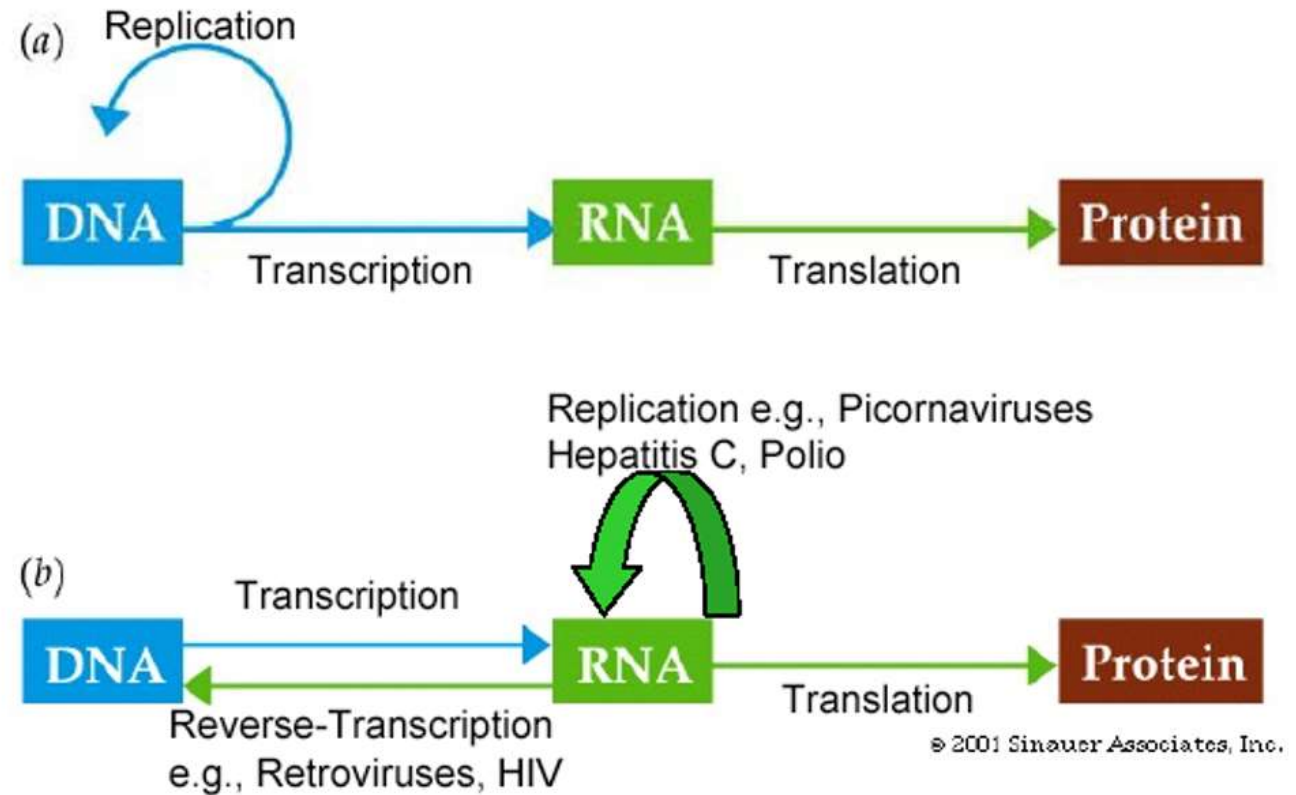 (a)
Replication
DNA
RNA
Protein
Transcription
Translation
Replication e.g., Picornaviruses
Hepatitis C, Polio
(b)
Transcription
DNA
RNA
Protein
Reverse-Transcription
e.g., Retroviruses, HIV
Translation
© 2001 Sinauer Associates, Inc.